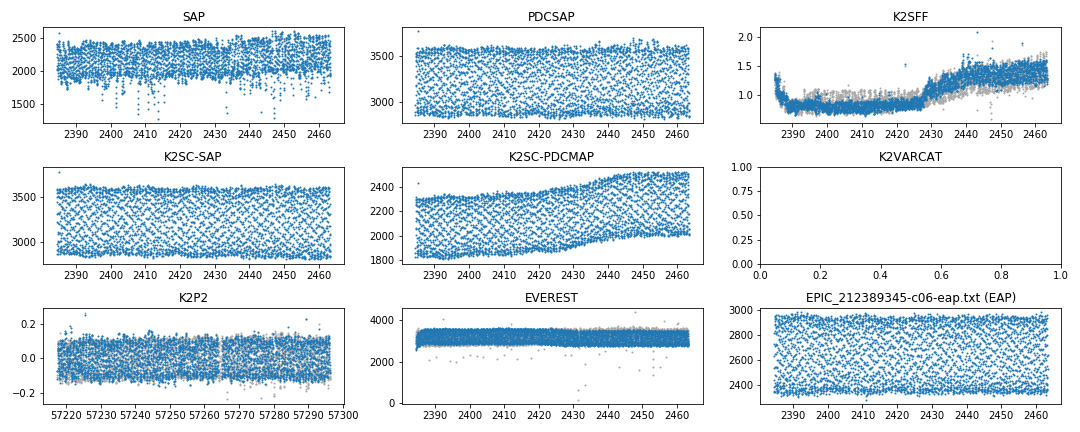 SAP
2500
2000
1500
2390 2400 2410 2420 2430 2440 2450 2460
PDCSAP
3500
3000
2390 2400 2410 2420 2430 2440 2450 2460
K2SFF
2.0
1.5
1.0
2390 2400 2410 2420 2430 2440 2450 2460
K2SC-SAP
3500
3000
2390 2400 2410 2420 2430 2440 2450 2460
K2SC-PDCMAP
2400
2200
2000
1800
2390 2400 2410 2420 2430 2440 2450 2460
K2VARCAT
1.00
0.75
0.50
0.25
0.00
0.0 0.2 0.4 0.6 0.8 1.0
K2P2
0.2
0.0
−0.2
57220 57230 57240 57250 57260 57270 57280 57290 57300
EVEREST
4000
2000
0
2390 2400 2410 2420 2430 2440 2450 2460
EPIC_212389345-c06-eap.txt (EAP)
3000
2800
2600
2400
2390 2400 2410 2420 2430 2440 2450 2460